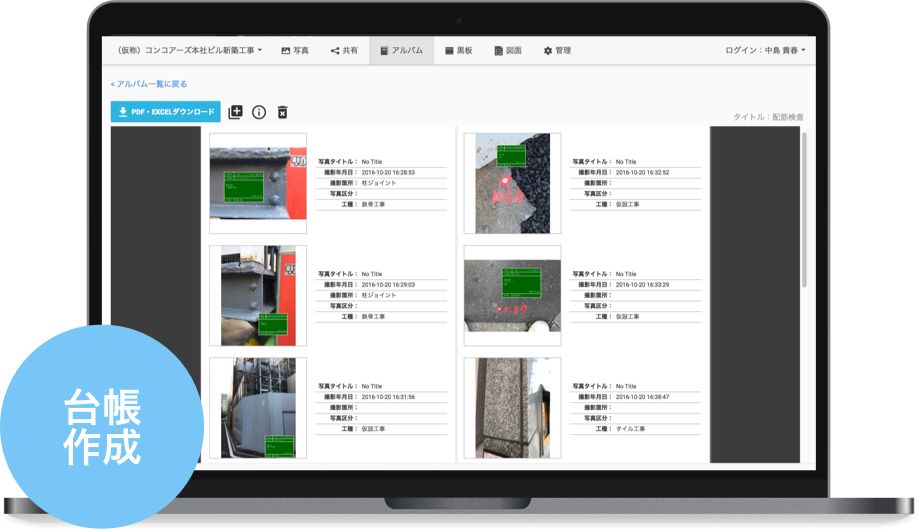 （仮称）コンコアーズ本社ビル新築工事 写真 共有 アルバム 黒板 図面 管理 ログイン：中島 貴春
<アルバム一覧に戻る
PDF・EXCELダウンロード
タイトル：配筋検査
写真タイトル： No Title
撮影年月日： 2016-10-20 16:28:53
撮影箇所： 柱ジョイント
写真区分：
工種： 鉄骨工事
写真タイトル： No Title
撮影年月日： 2016-10-20 16:32:52
撮影箇所：
写真区分：
工種： 仮設工事
写真タイトル： No Title
撮影年月日： 2016-10-20 16:29:03
撮影箇所： 柱ジョイント
写真区分：
工種： 鉄骨工事
写真タイトル： No Title
撮影年月日： 2016-10-20 16:33:29
撮影箇所：
写真区分：
工種： 仮設工事
写真タイトル： No Title
撮影年月日： 2016-10-20 16:31:56
撮影箇所：
写真区分：
工種： 仮設工事
写真タイトル： No Title
撮影年月日： 2016-10-20 16:38:47
撮影箇所：
写真区分：
工種： タイル工事
台帳
作成